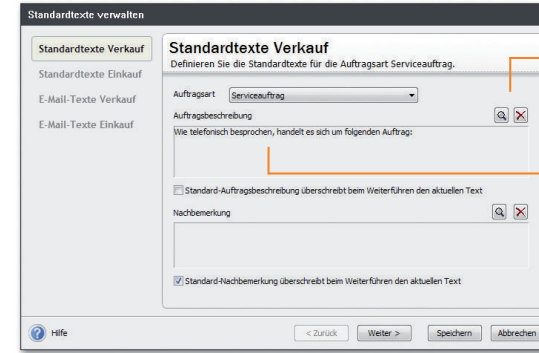 Standardtexte verwalten
Standardtexte Verkauf
Standardtexte Einkauf
E-Mail-Texte Verkauf
E-Mail-Texte Einkauf
Standardtexte Verkauf
Definieren Sie die Standardtexte für die Auftragsart Serviceauftrag.
Auftragsart Serviceauftrag
Auftragsbeschreibung
Wie telefonisch besprochen, handelt es sich um folgenden Auftrag:
Standard-Auftragsbeschreibung überschreibt beim Weiterführen den aktuellen Text
Nachbemerkung
Standard-Nachbemerkung überschreibt beim Weiterführen den aktuellen Text
Hilfe < Zurück Weiter > Speichern Abbrechen